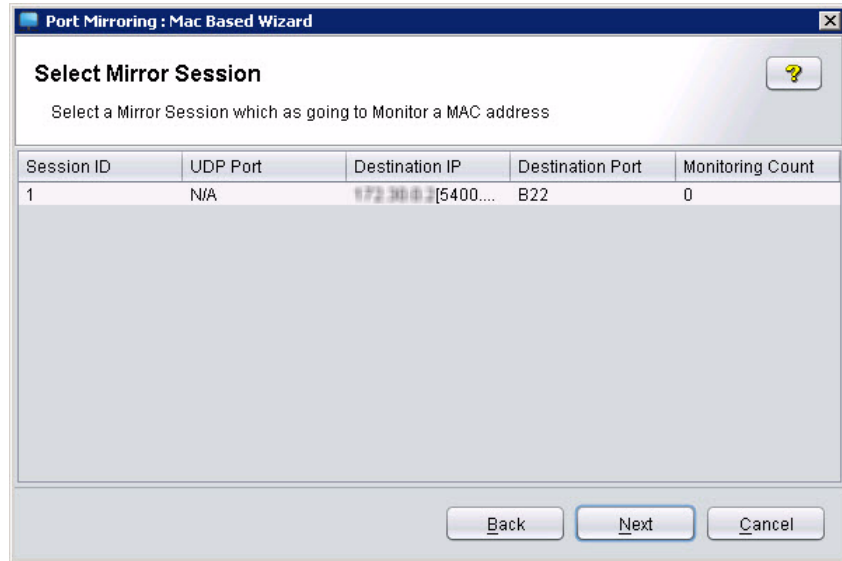 Port Mirroring : Mac Based Wizard
Select Mirror Session
Select a Mirror Session which as going to Monitor a MAC address
Session ID UDP Port Destination IP Destination Port Monitoring Count
1 N/A [5400.... B22 0
Back Next Cancel